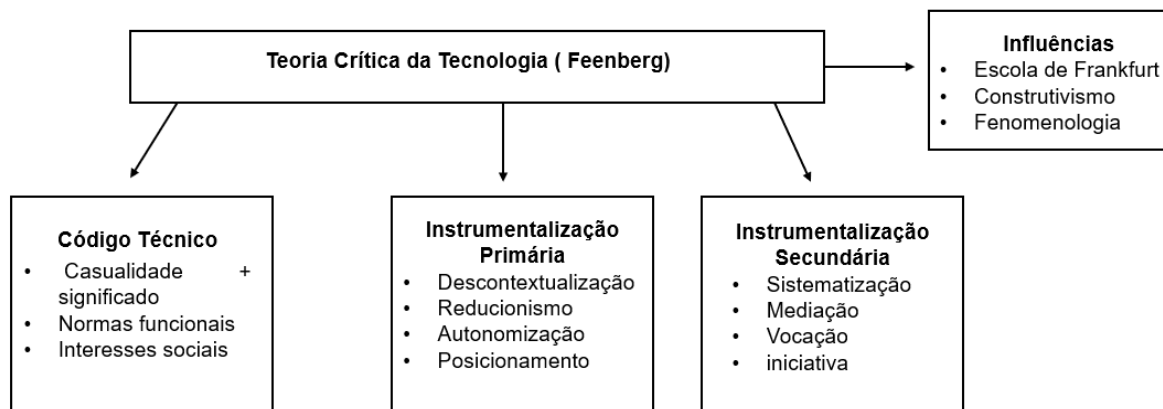 Teoria Crítica da Tecnologia ( Feenberg)
Influências
• Escola de Frankfurt
• Construtivismo
• Fenomenologia
Código Técnico
• Casualidade +
significado
• Normas funcionais
• Interesses sociais
Instrumentalização
Primária
• Descontextualização
• Reducionismo
• Autonomização
• Posicionamento
Instrumentalização
Secundária
• Sistematização
• Mediação
• Vocação
• iniciativa